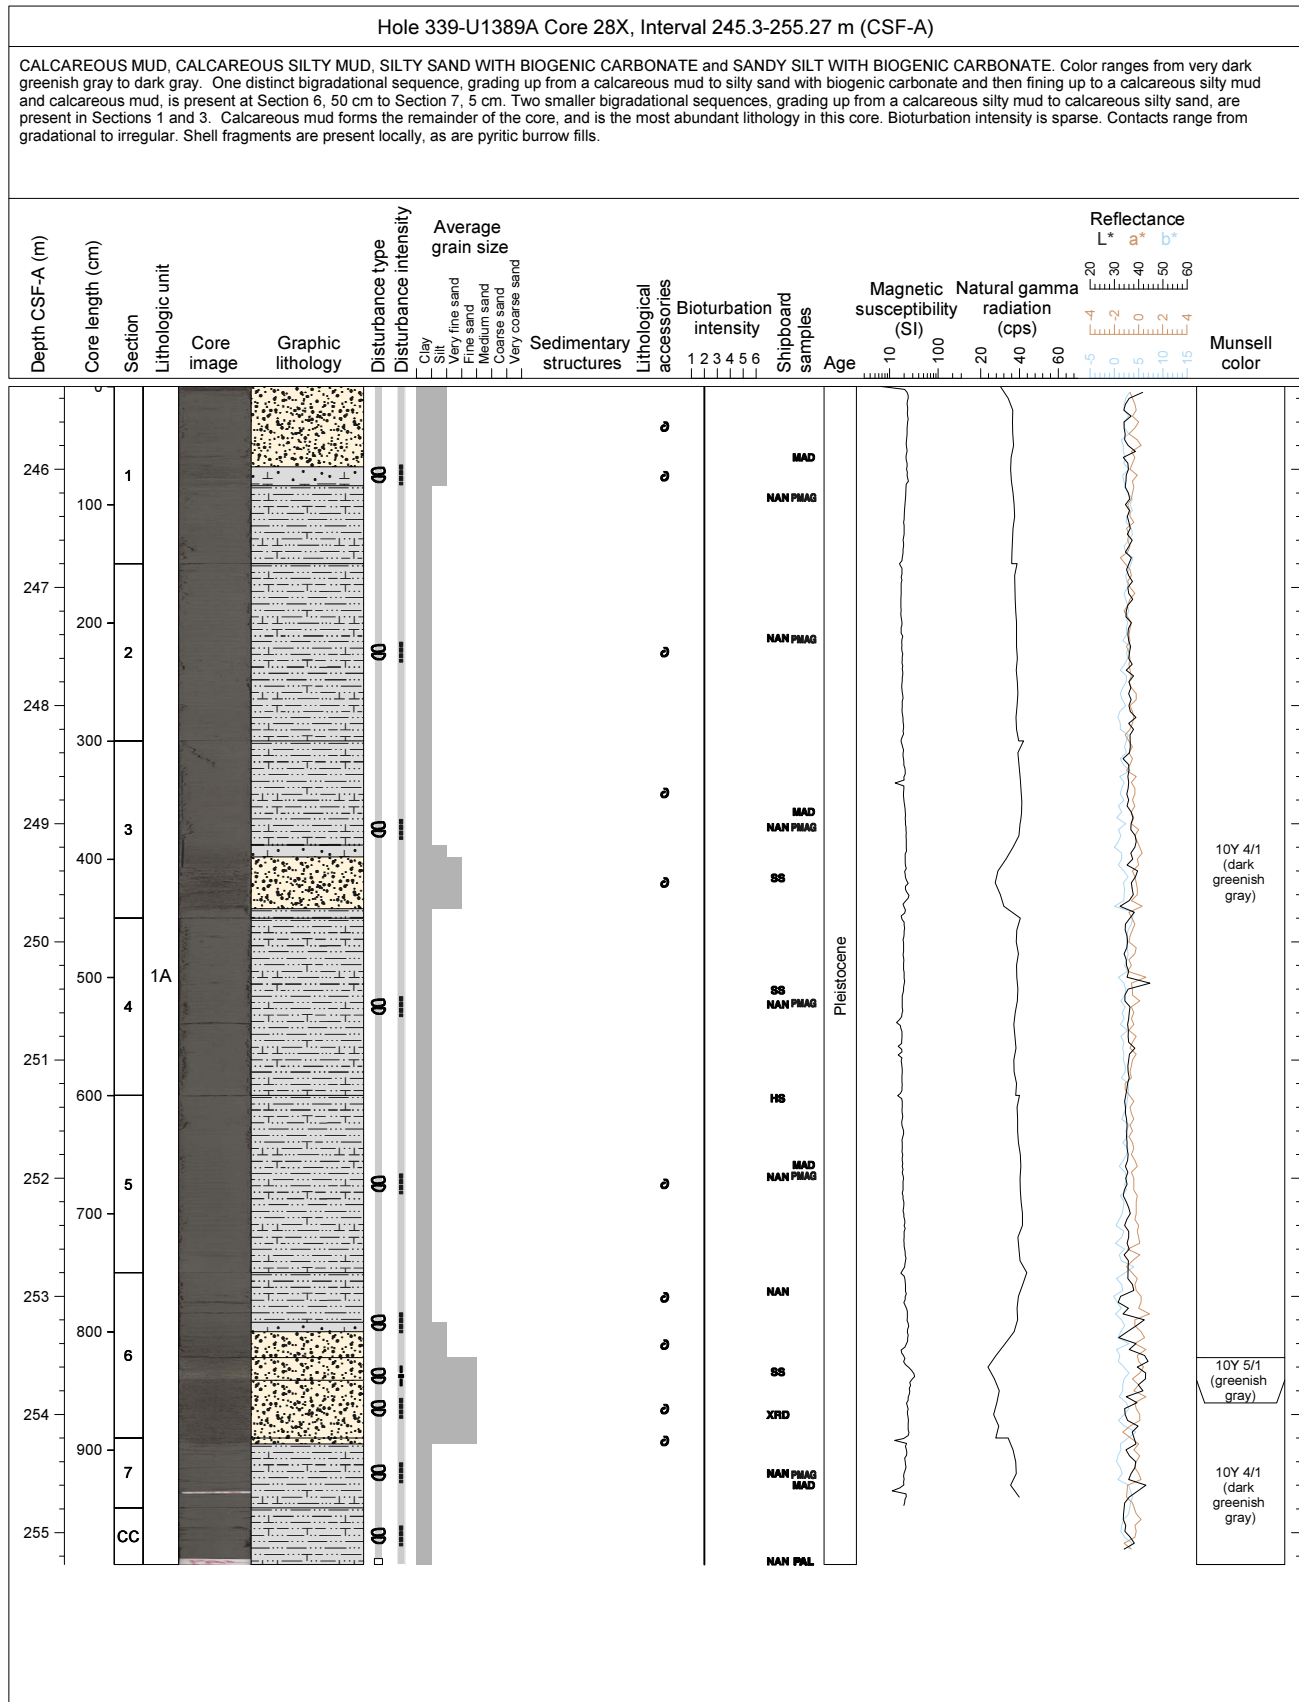 Hole 339-U1389A Core 28X, Interval 245.3-255.27 m (CSF-A)
CALCAREOUS MUD, CALCAREOUS SILTY MUD, SILTY SAND WITH BIOGENIC CARBONATE and SANDY SILT WITH BIOGENIC CARBONATE. Color ranges from very dark
greenish gray to dark gray. One distinct bigradational sequence, grading up from a calcareous mud to silty sand with biogenic carbonate and then fining up to a calcareous silty mud
and calcareous mud, is present at Section 6, 50 cm to Section 7, 5 cm. Two smaller bigradational sequences, grading up from a calcareous silty mud to calcareous silty sand, are
present in Sections 1 and 3. Calcareous mud forms the remainder of the core, and is the most abundant lithology in this core. Bioturbation intensity is sparse. Contacts range from
gradational to irregular. Shell fragments are present locally, as are pyritic burrow fills.
Depth CSF-A (m)
Core length (cm)
Section
Lithologic unit
Core
image
Graphic
lithology
Disturbance type
Disturbance intensity
Average
grain size
Clay
Silt
Very fine sand
Fine sand
Medium sand
Coarse sand
Very coarse sand
Sedimentary
structures
Lithological
accessories
Bioturbation
intensity
1 2 3 4 5 6
Shipboard
samples
Age
Magnetic
susceptibility
(SI)
10 100
Natural gamma
radiation
(cps)
20 40 60
Reflectance
L* a* b*
20 30 40 50 60
-4 -2 0 2 4
-5 0 5 10 15
Munsell
color
0
246
1
MAD
100
NAN PMAG
247
200
2
NAN PMAG
248
300
MAD
249
3
NAN PMAG
400
SS
10Y 4/1
(dark
greenish
gray)
250
500
1A
4
SS
NAN PMAG
Pleistocene
251
600
HS
MAD
252
5
NAN PMAG
700
253
NAN
800
6
SS
10Y 5/1
(greenish
gray)
254
XRD
900
7
NAN PMAG
MAD
10Y 4/1
(dark
greenish
gray)
255
CC
NAN PAL